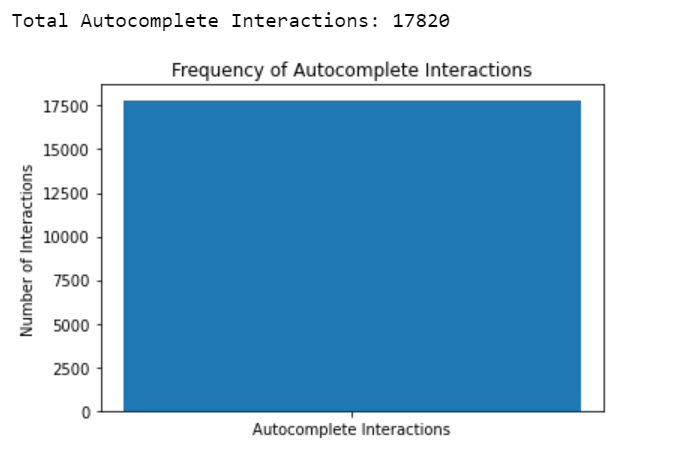 Total Autocomplete Interactions: 17820
Frequency of Autocomplete Interactions
Number of Interactions
17500
15000
12500
10000
7500
5000
2500
0
Autocomplete Interactions